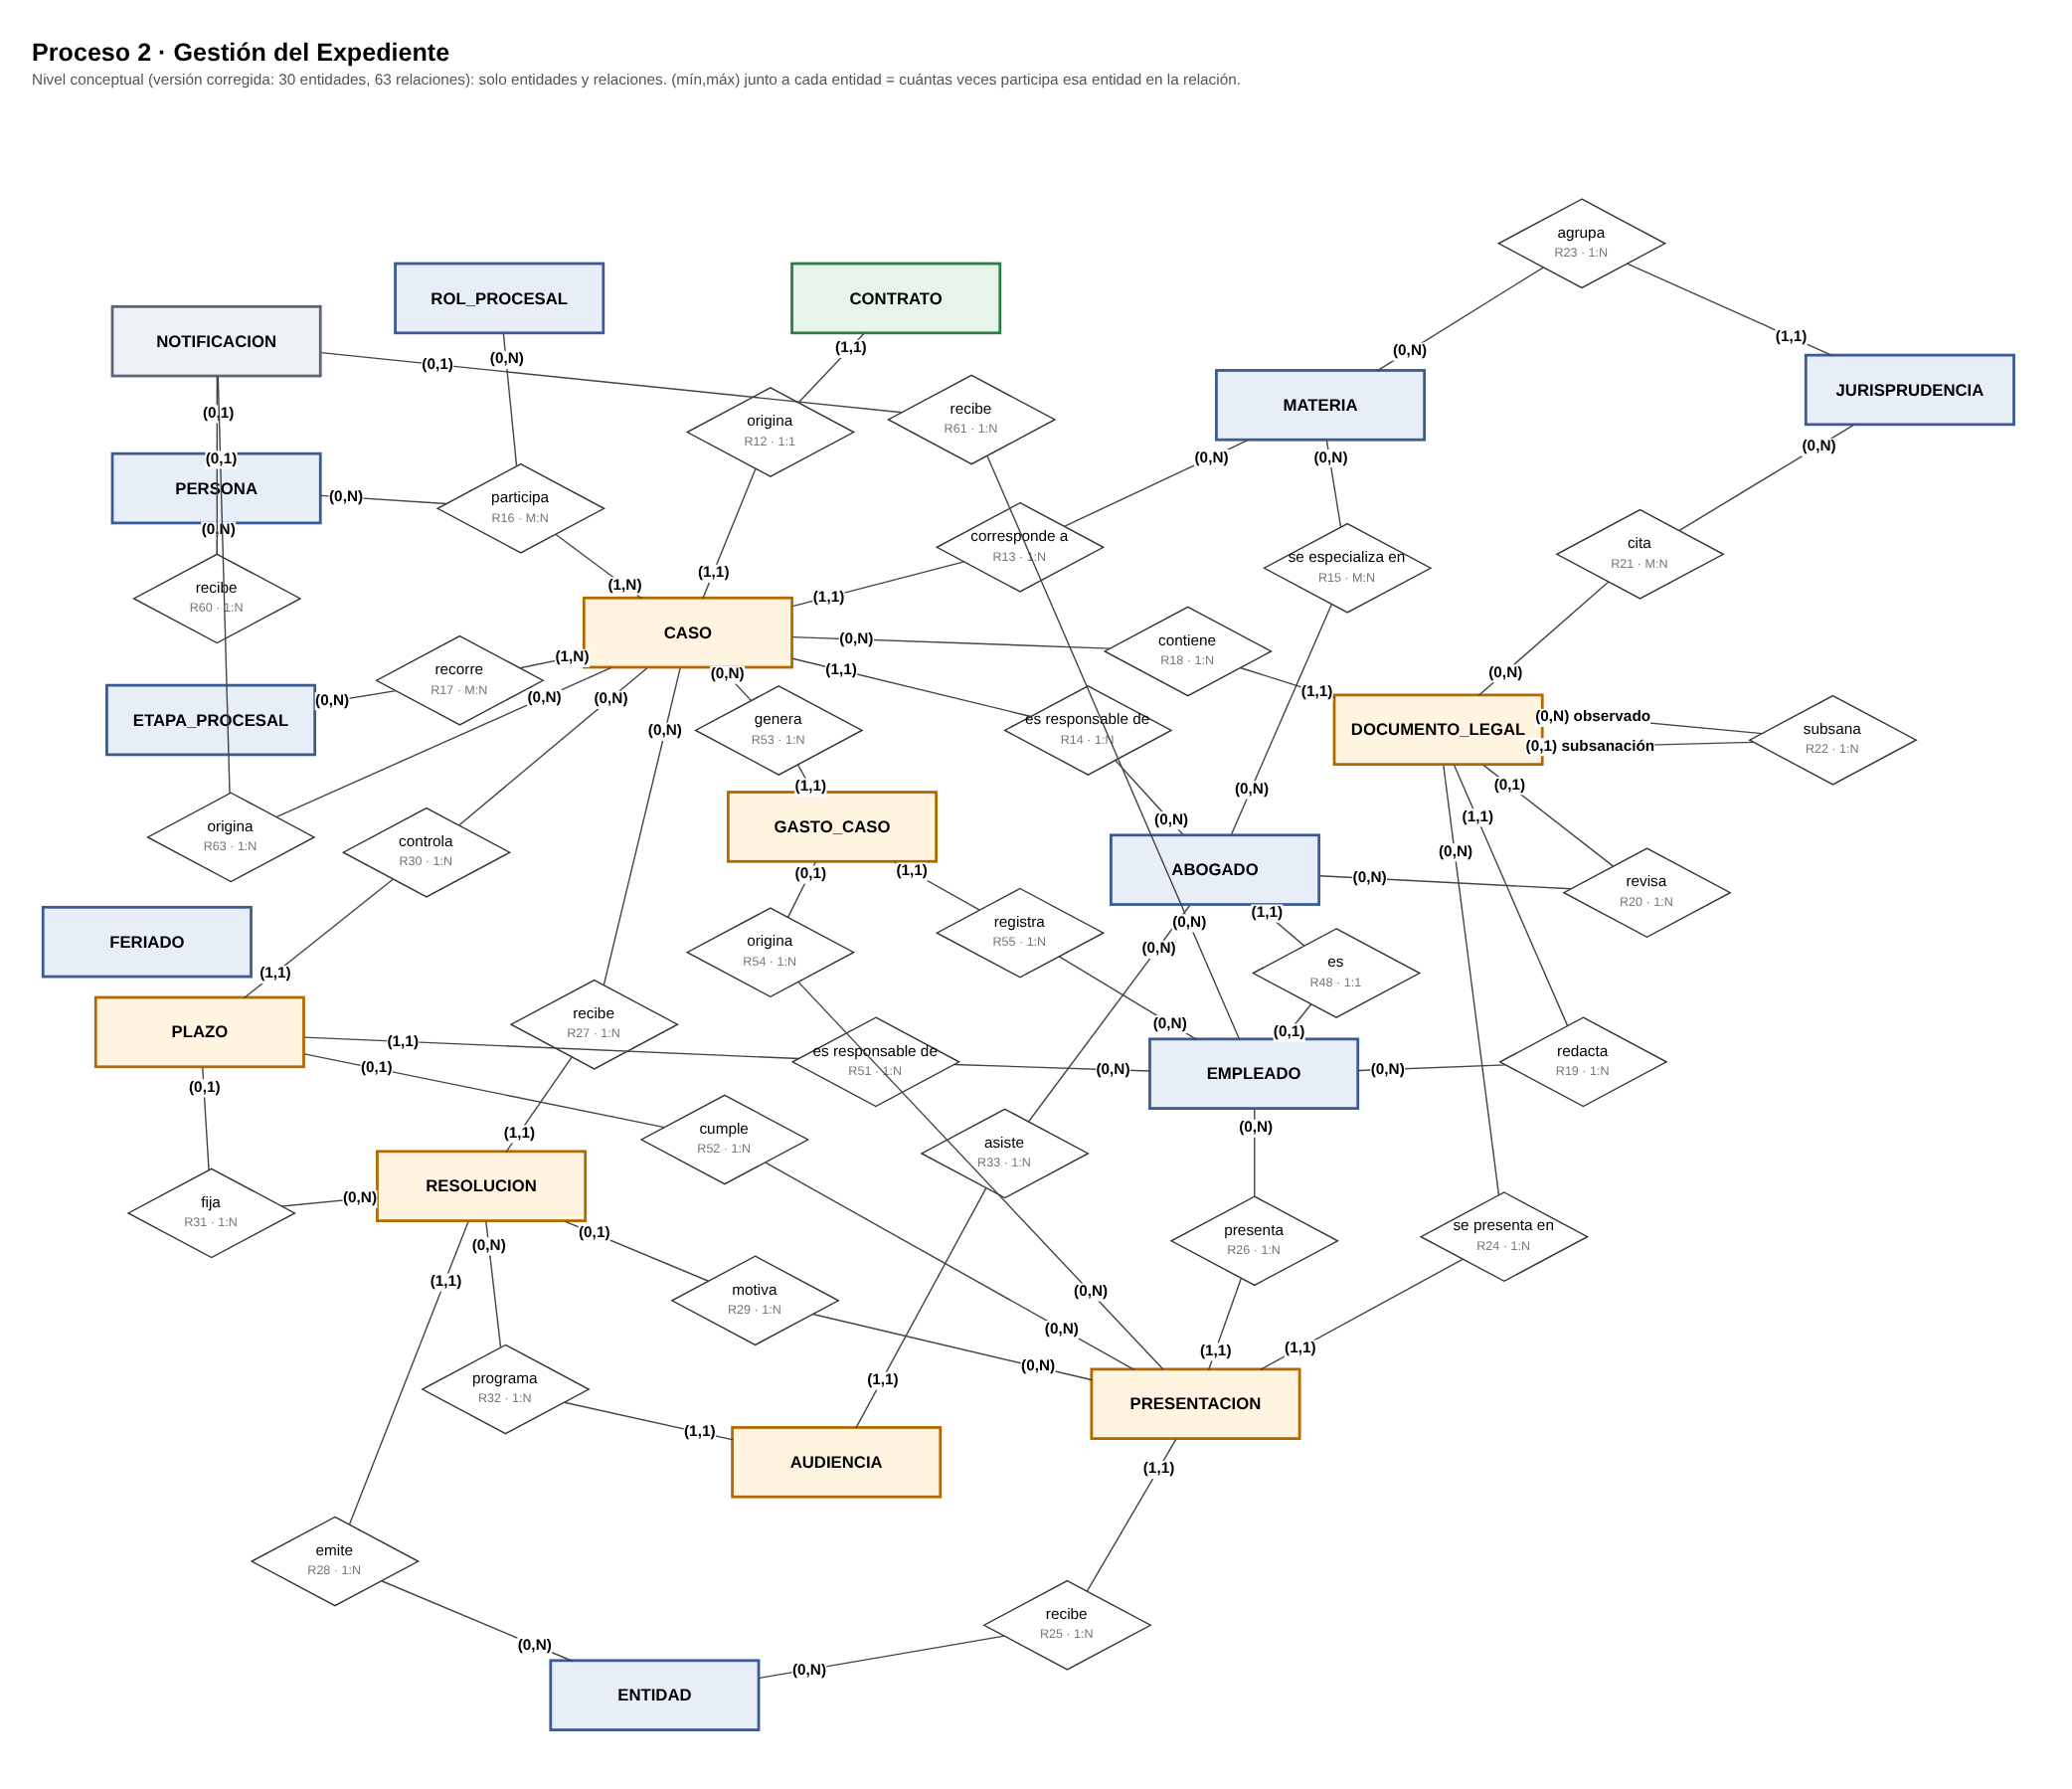 Proceso 2 · Gestión del Expediente
Nivel conceptual (versión corregida: 30 entidades, 63 relaciones): solo entidades y relaciones. (mín,máx) junto a cada entidad = cuántas veces participa esa entidad en la relación.
agrupa
R23 · 1:N
ROL_PROCESAL
CONTRATO
NOTIFICACION
(1,1)
(1,1)
(0,N)
(0,N)
(0,1)
JURISPRUDENCIA
MATERIA
(0,1)
recibe
R61 · 1:N
origina
R12 · 1:1
(0,N)
(0,1)
(0,N)
(0,N)
PERSONA
(0,N)
participa
R16 · M:N
(0,N)
corresponde a
R13 · 1:N
cita
R21 · M:N
se especializa en
R15 · M:N
(1,1)
(1,N)
recibe
R60 · 1:N
(1,1)
CASO
(0,N)
contiene
R18 · 1:N
(1,N)
recorre
R17 · M:N
(0,N)
(1,1)
(0,N)
(1,1)
(0,N)
(0,N)
(0,N)
ETAPA_PROCESAL
genera
R53 · 1:N
es responsable de
R14 · 1:N
(0,N) observado
DOCUMENTO_LEGAL
subsana
R22 · 1:N
(0,N)
(0,1) subsanación
(1,1)
(0,1)
(0,N)
(1,1)
(0,N)
origina
R63 · 1:N
GASTO_CASO
controla
R30 · 1:N
(0,N)
ABOGADO
(0,1)
(1,1)
(0,N)
revisa
R20 · 1:N
(1,1)
(0,N)
registra
R55 · 1:N
FERIADO
origina
R54 · 1:N
(0,N)
es
R48 · 1:1
(1,1)
recibe
R27 · 1:N
(0,N)
(0,1)
PLAZO
(1,1)
es responsable de
R51 · 1:N
(0,N)
EMPLEADO
(0,N)
redacta
R19 · 1:N
(0,1)
(0,1)
(1,1)
cumple
R52 · 1:N
(0,N)
asiste
R33 · 1:N
RESOLUCION
fija
R31 · 1:N
(0,N)
(0,1)
(0,N)
presenta
R26 · 1:N
se presenta en
R24 · 1:N
(1,1)
motiva
R29 · 1:N
(0,N)
(0,N)
(0,N)
(1,1)
(1,1)
programa
R32 · 1:N
(1,1)
PRESENTACION
(1,1)
AUDIENCIA
(1,1)
emite
R28 · 1:N
recibe
R25 · 1:N
(0,N)
(0,N)
ENTIDAD